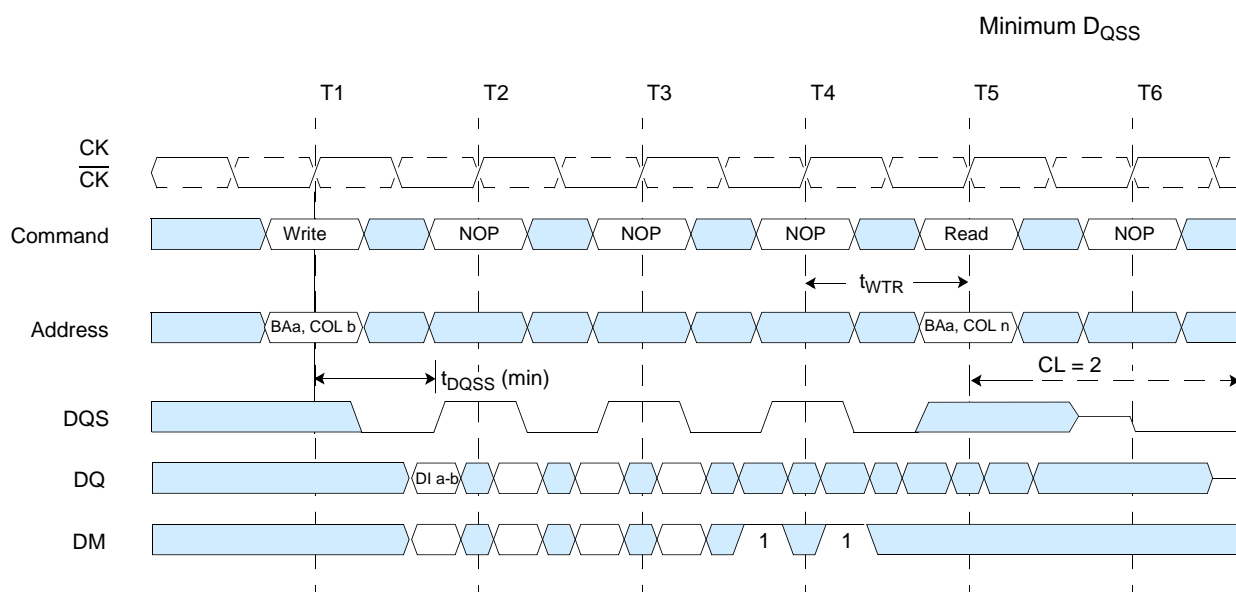 Minimum DQSS
T1 T2 T3 T4 T5 T6
CK
CK
Command Write NOP NOP NOP Read NOP
tWTR
Address BAa, COL b BAa, COL n
tDQSS (min) CL = 2
DQS
DQ DI a-b
DM 1 1